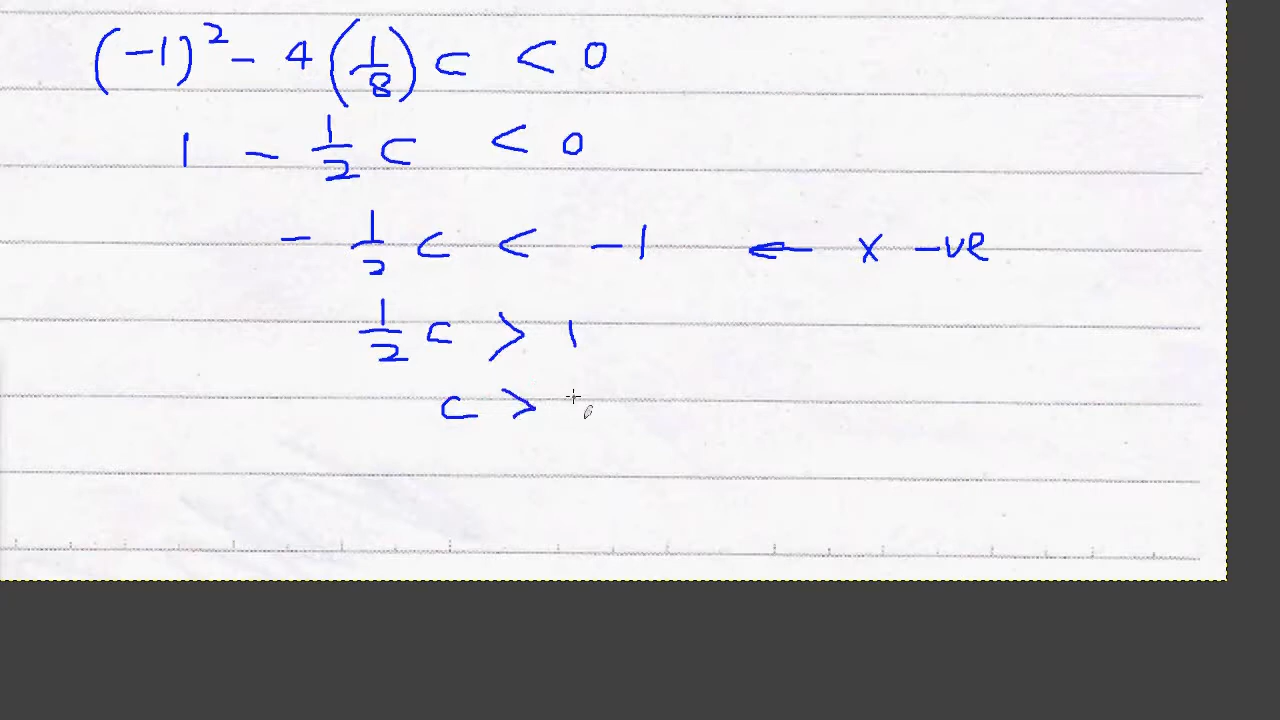 (-1)² - 4(1/8)c < 0
1 - 1/2 c < 0
- 1/2 c < -1 ← x -ve
1/2 c > 1
c >